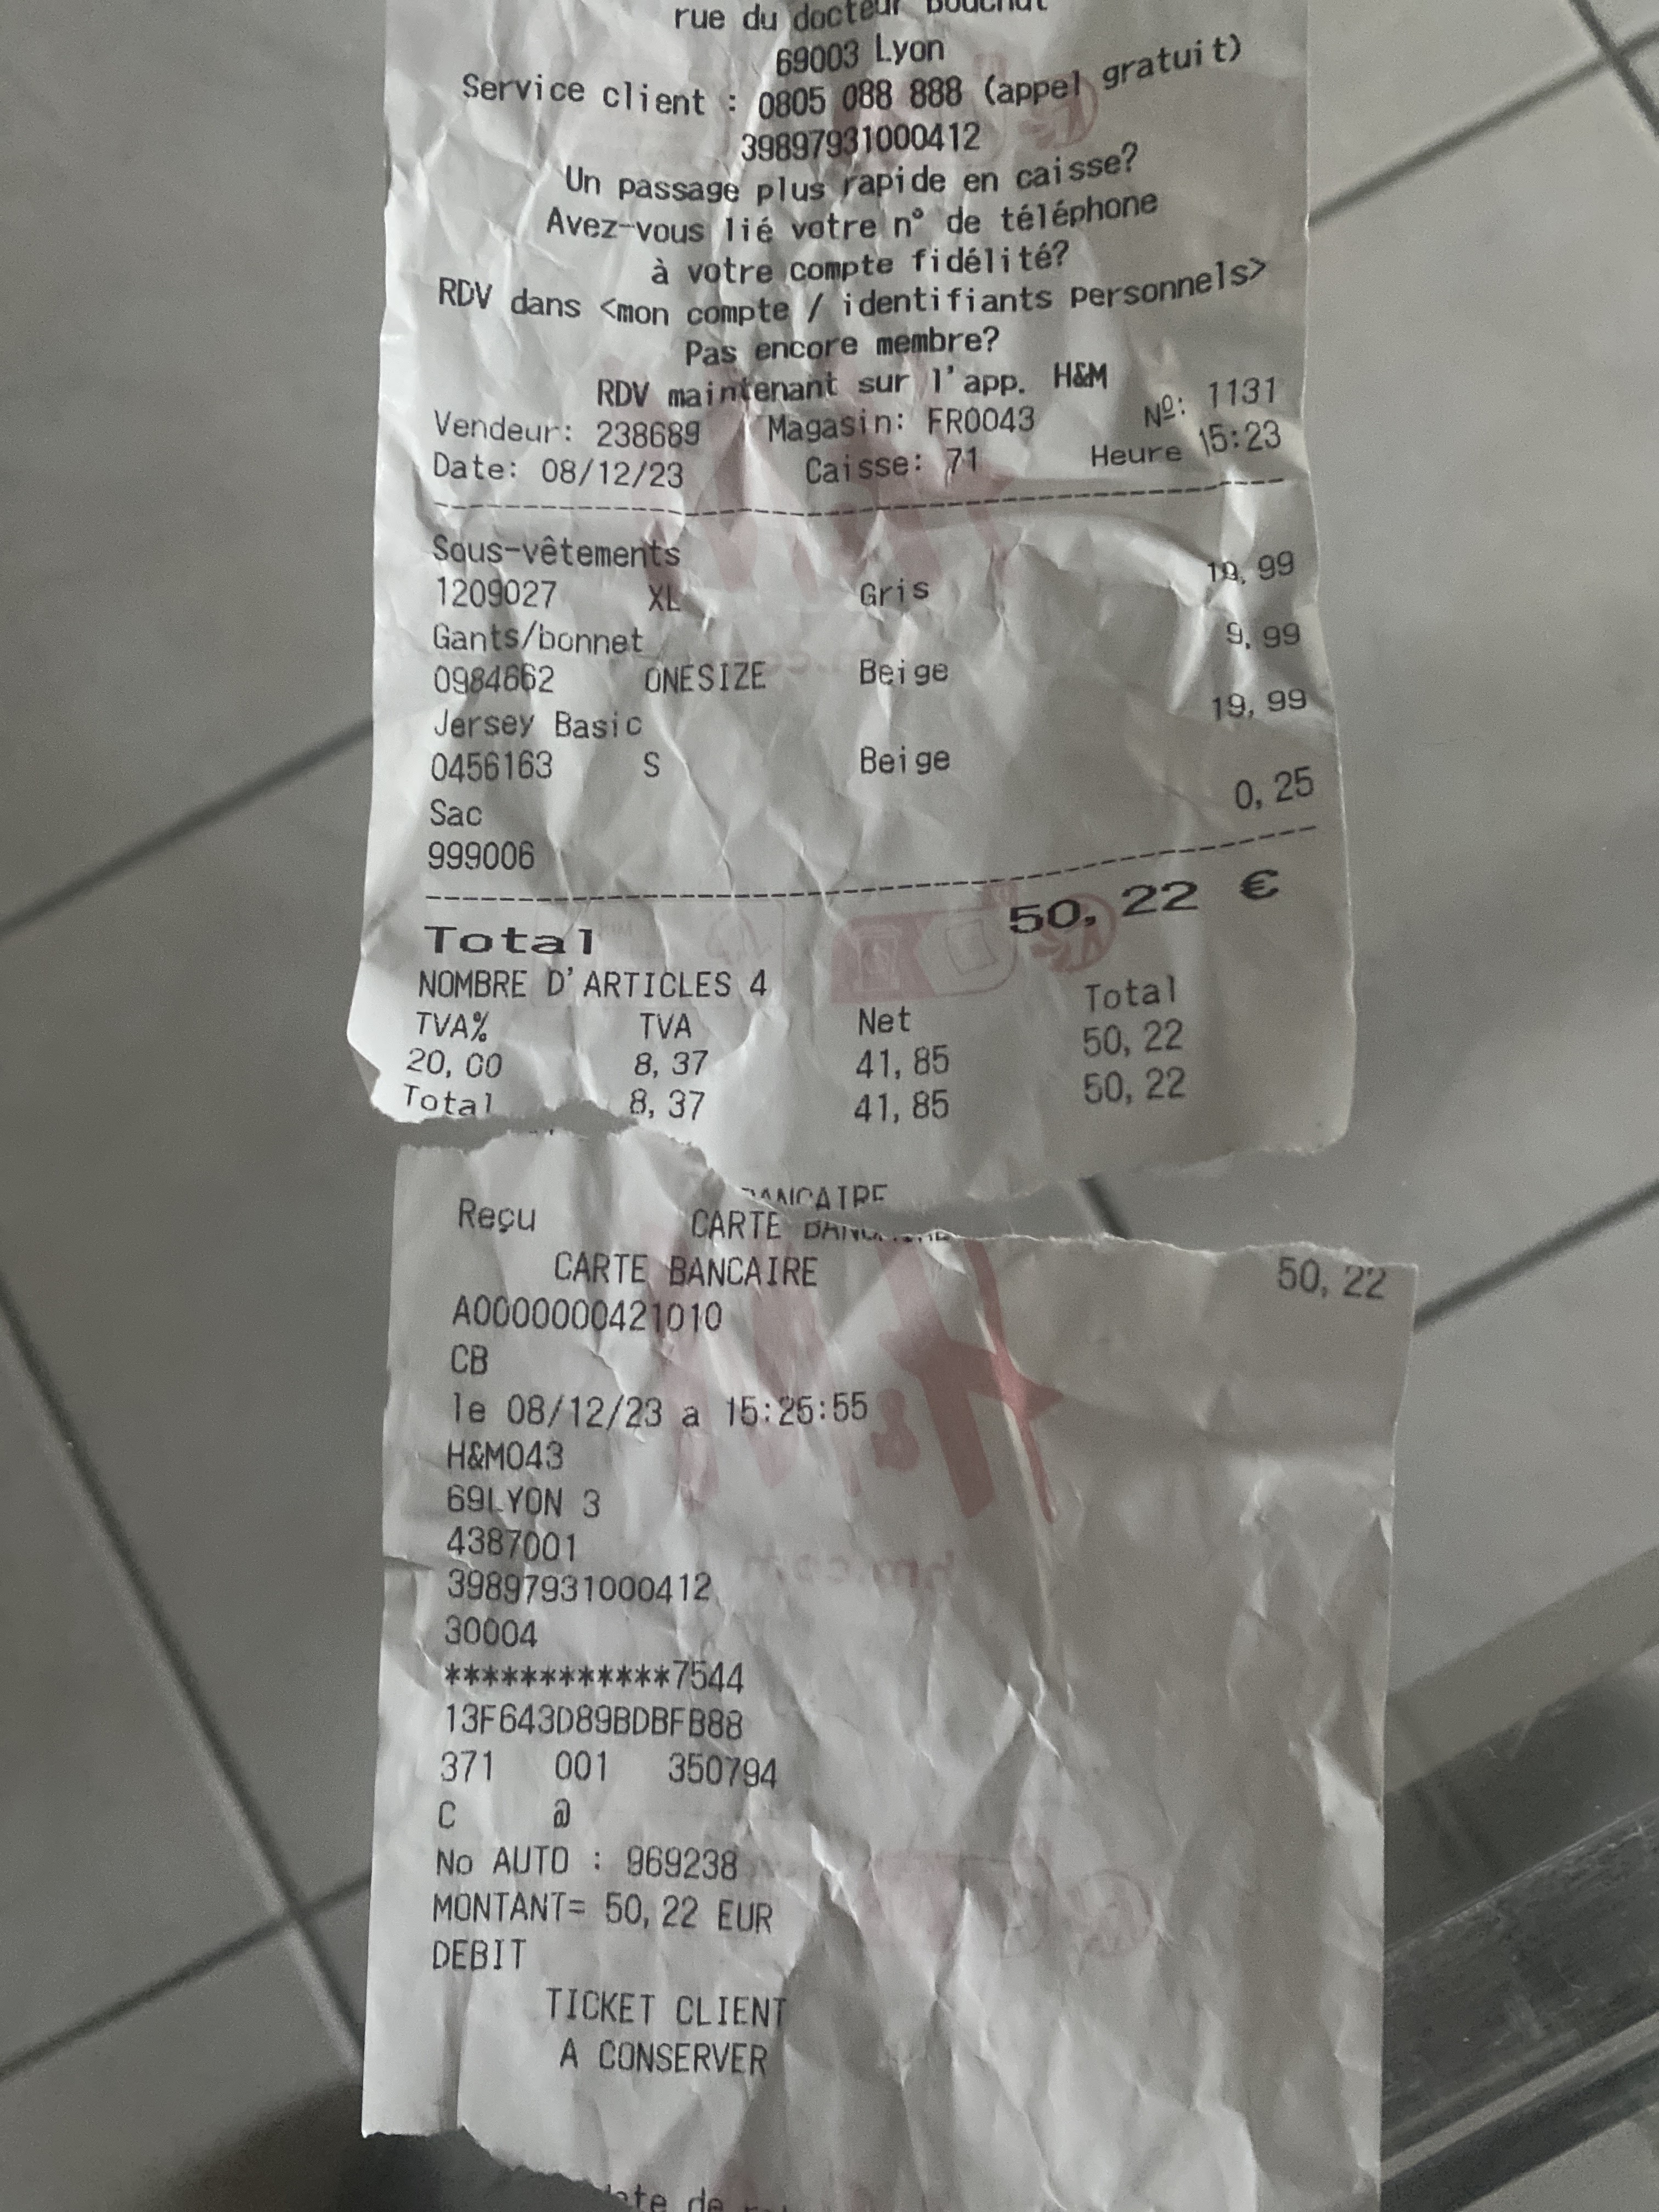 rue du docteur Bouchut
69003 Lyon
Service client : 0805 088 888 (appel gratuit)
39897931000412
Un passage plus rapide en caisse?
Avez-vous lié votre n° de téléphone
à votre compte fidélité?
RDV dans <mon compte / identifiants personnels>
Pas encore membre?
RDV maintenant sur l'app. H&M
Vendeur: 238689 Magasin: FR0043 Nº: 1131
Date: 08/12/23 Caisse: 71 Heure 15:23
Sous-vêtements 19,99
1209027 XL Gris
Gants/bonnet 9,99
0984662 ONESIZE Beige
Jersey Basic 19,99
0456163 S Beige
Sac 0,25
999006
Total 50,22 €
NOMBRE D'ARTICLES 4
TVA% TVA Net Total
20,00 8,37 41,85 50,22
Total 8,37 41,85 50,22
Reçu CARTE BANCAIRE 50,22
CARTE BANCAIRE
A0000000421010
CB
le 08/12/23 a 15:25:55
H&M043
69LYON 3
4387001
39897931000412
30004
************7544
13F643D89BDBFB88
371 001 350794
C @
No AUTO : 969238
MONTANT= 50,22 EUR
DEBIT
TICKET CLIENT
A CONSERVER
de